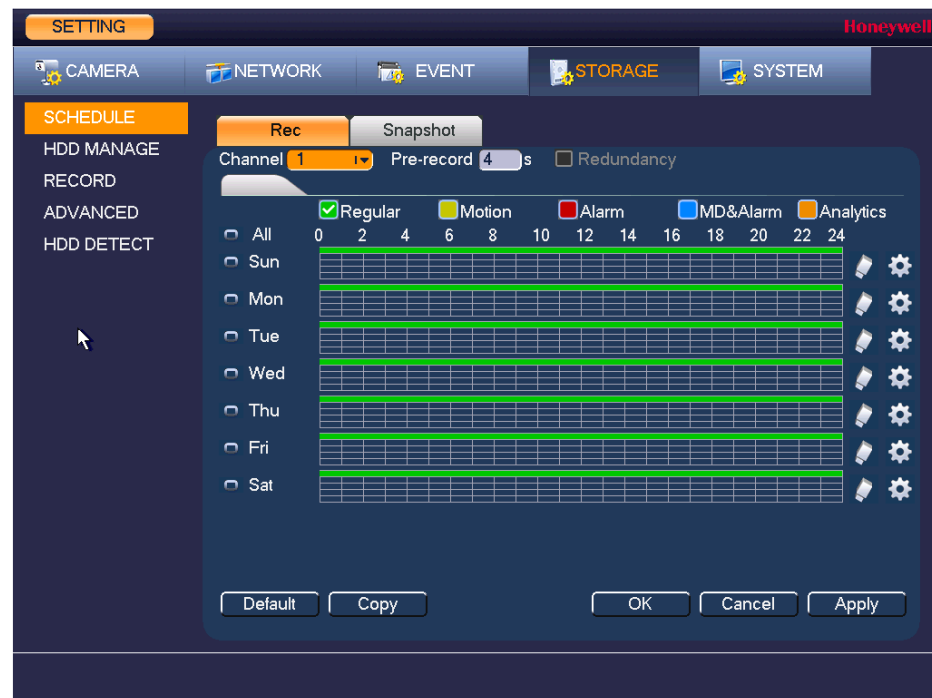 SETTING
Honeywell
CAMERA NETWORK EVENT STORAGE SYSTEM
SCHEDULE
HDD MANAGE
RECORD
ADVANCED
HDD DETECT
Rec Snapshot
Channel 1 Pre-record 4 s Redundancy
Regular Motion Alarm MD&Alarm Analytics
All 0 2 4 6 8 10 12 14 16 18 20 22 24
Sun
Mon
Tue
Wed
Thu
Fri
Sat
Default Copy OK Cancel Apply